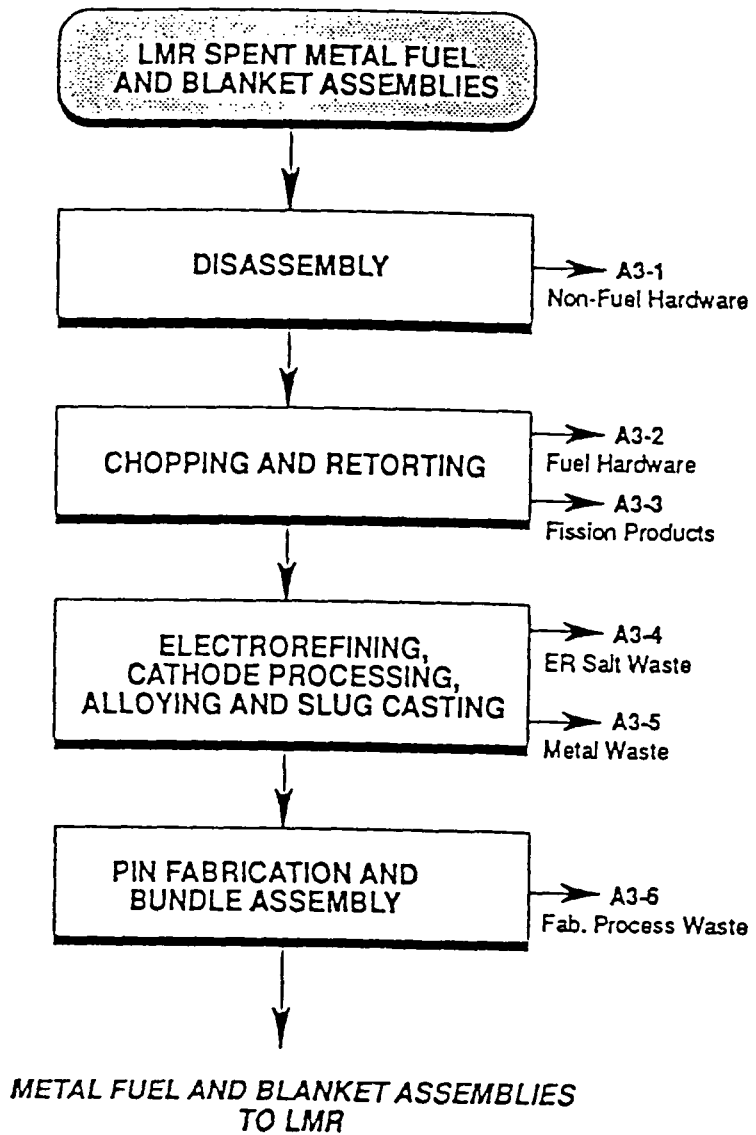 LMR SPENT METAL FUEL
AND BLANKET ASSEMBLIES
DISASSEMBLY
A3-1
Non-Fuel Hardware
CHOPPING AND RETORTING
A3-2
Fuel Hardware
A3-3
Fission Products
ELECTROREFINING,
CATHODE PROCESSING,
ALLOYING AND SLUG CASTING
A3-4
ER Salt Waste
A3-5
Metal Waste
PIN FABRICATION AND
BUNDLE ASSEMBLY
A3-6
Fab. Process Waste
METAL FUEL AND BLANKET ASSEMBLIES
TO LMR